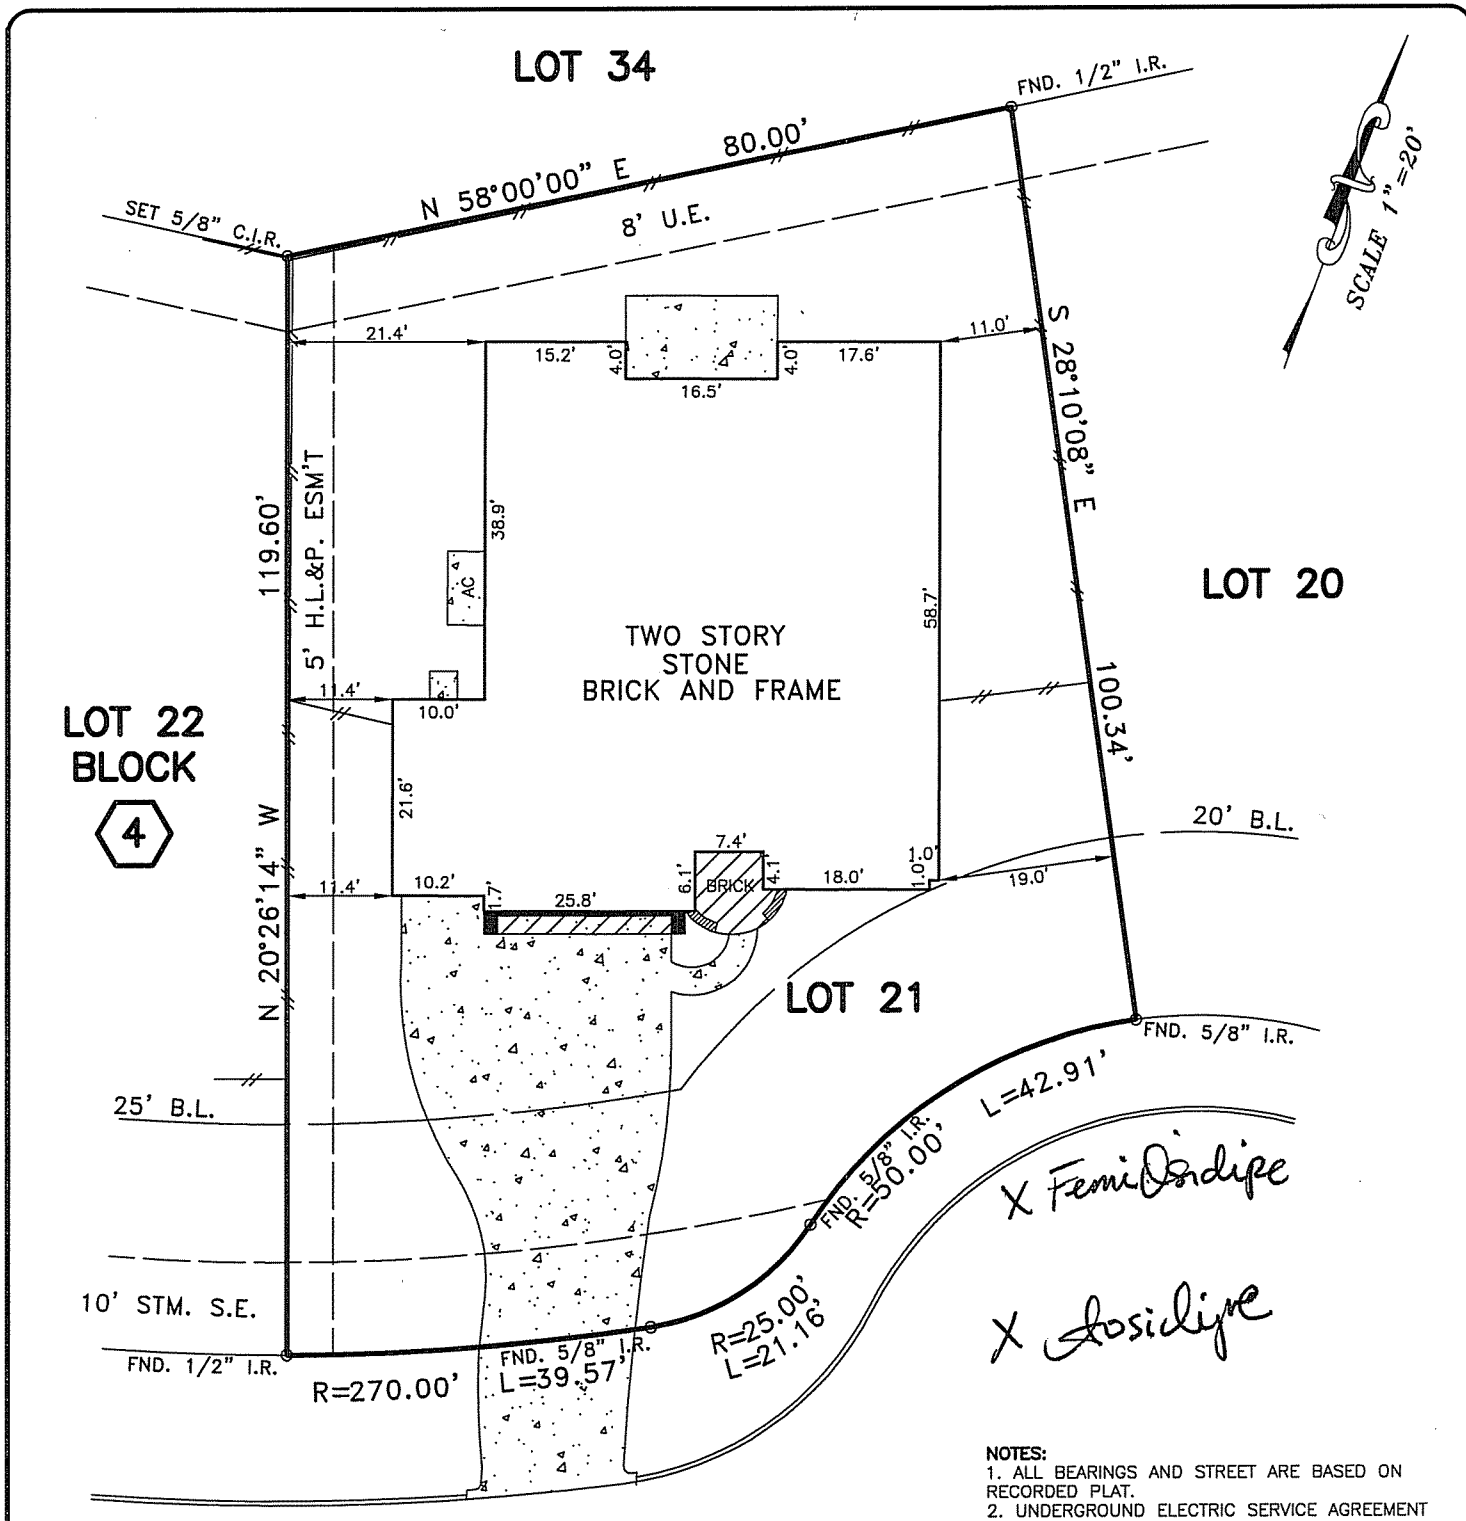 LOT 34
FND. 1/2" I.R.
N 58°00'00" E 80.00'
SCALE 1"=20'
SET 5/8" C.I.R.
8' U.E.
21.4'
15.2'
4.0'
16.5'
4.0'
17.6'
11.0'
S 28°10'08" E 100.34'
119.60'
5' H.L.&P. ESM'T
38.9'
AC
58.7'
LOT 20
TWO STORY
STONE
BRICK AND FRAME
11.4'
10.0'
LOT 22
BLOCK
4
21.6'
N 20°26'14" W
20' B.L.
7.4'
6.1'
BRICK
4.1'
18.0'
1.0'
1.0'
19.0'
11.4'
10.2'
1.7'
25.8'
LOT 21
FND. 5/8" I.R.
25' B.L.
L=42.91'
FND. 5/8" I.R.
R=50.00'
X Femi Osidipe
10' STM. S.E.
R=25.00'
L=21.16'
X
FND. 1/2" I.R.
FND. 5/8" I.R.
R=270.00' L=39.57'
NOTES:
1. ALL BEARINGS AND STREET ARE BASED ON
RECORDED PLAT.
2. UNDERGROUND ELECTRIC SERVICE AGREEMENT